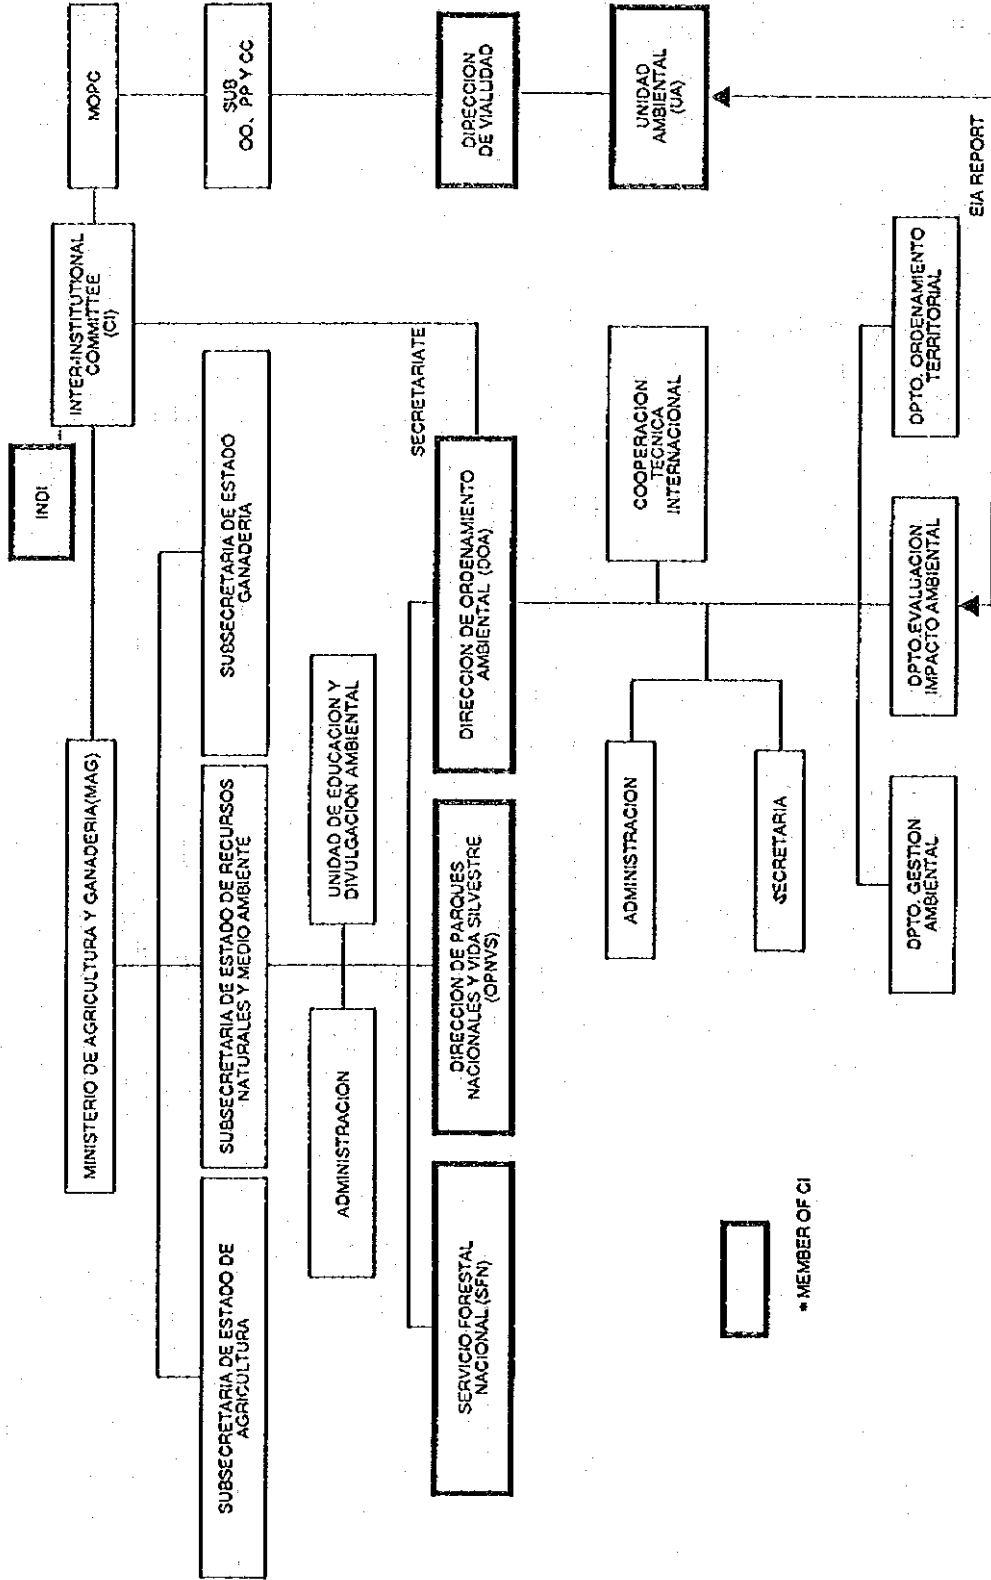 INDI
INTER-INSTITUTIONAL
COMMITTEE
(CI)
MOPC
MINISTERIO DE AGRICULTURA Y GANADERIA(MAG)
SUBSECRETARIA DE ESTADO DE
AGRICULTURA
SUBSECRETARIA DE ESTADO DE RECURSOS
NATURALES Y MEDIO AMBIENTE
SUBSECRETARIA DE ESTADO
GANADERIA
SUB
OO, PP Y CC
ADMINISTRACION
UNIDAD DE EDUCACION Y
DIVULGACION AMBIENTAL
SECRETARIATE
SERVICIO FORESTAL
NACIONAL (SFN)
DIRECCION DE PARQUES
NACIONALES Y VIDA SILVESTRE
(DPNVS)
DIRECCION DE ORDENAMIENTO
AMBIENTAL (DOA)
DIRECCION
DE VIALUDAD
ADMINISTRACION
COOPERACION
TECNICA
INTERNACIONAL
UNIDAD
AMBIENTAL
(UA)
SECRETARIA
* MEMBER OF CI
DPTO. GESTION
AMBIENTAL
DPTO.EVALUACION
IMPACTO AMBIENTAL
DPTO. ORDENAMIENTO
TERRITORIAL
EIA REPORT